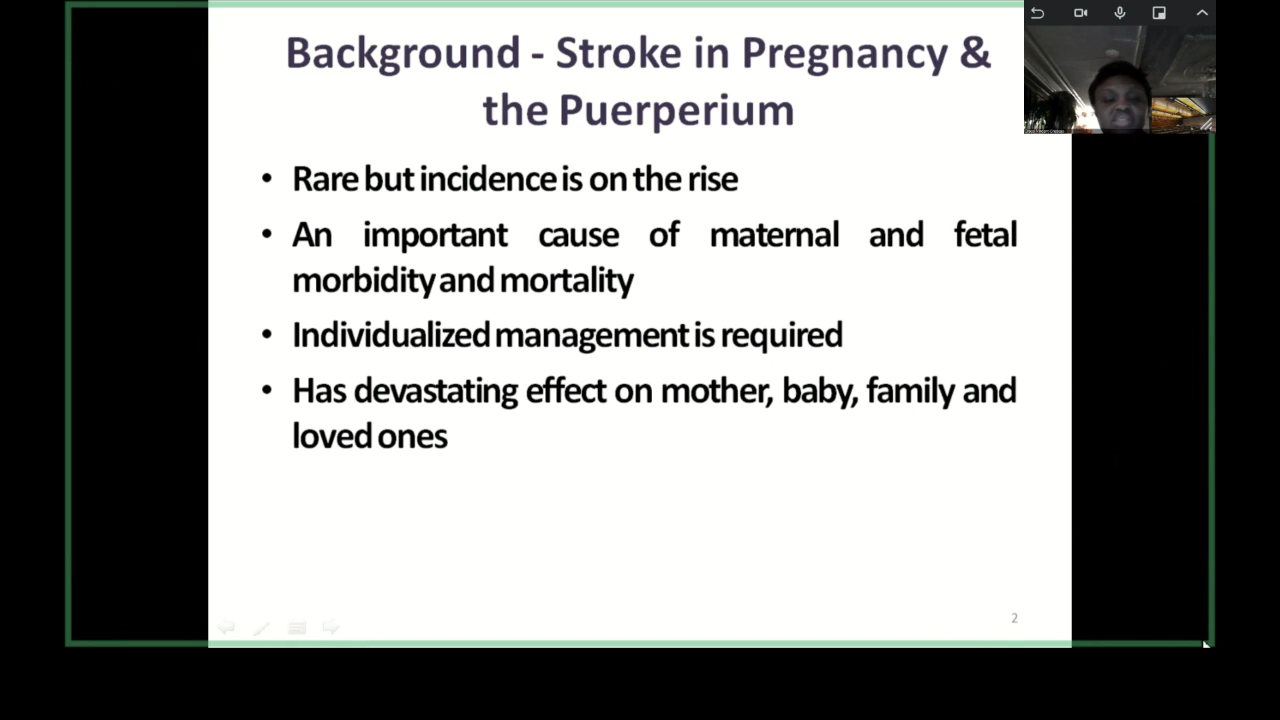 Background - Stroke in Pregnancy &
the Puerperium
• Rare but incidence is on the rise
• An important cause of maternal and fetal
morbidity and mortality
• Individualized management is required
• Has devastating effect on mother, baby, family and
loved ones
2